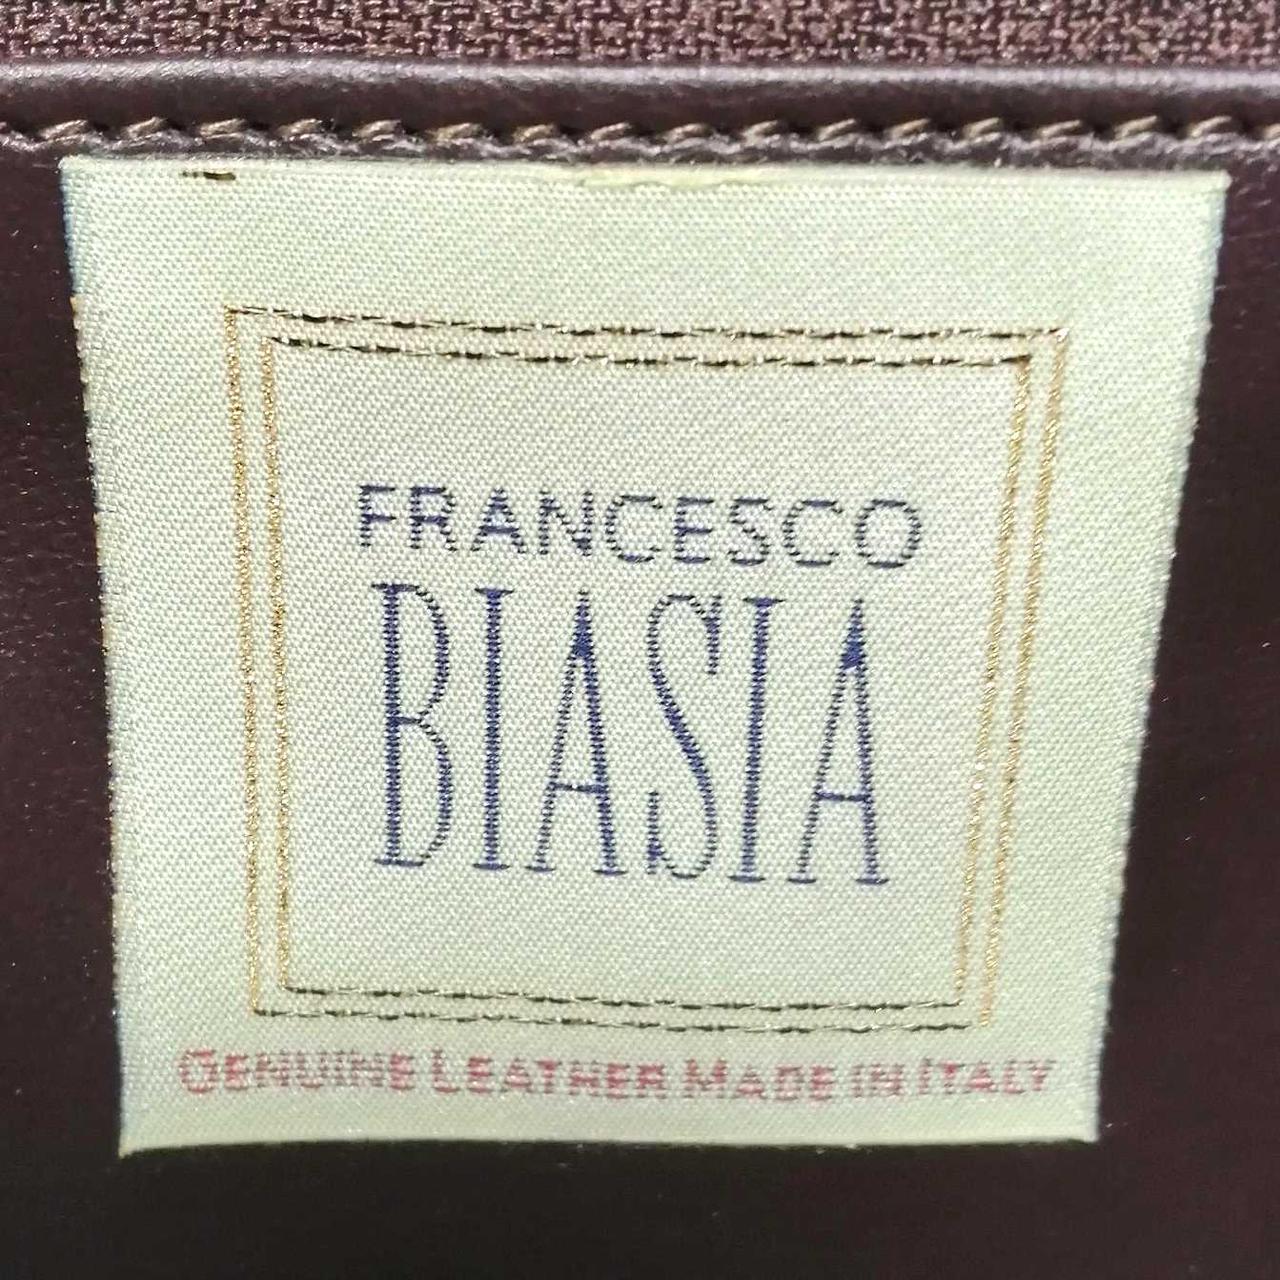 FRANCESCO
BIASIA
GENUINE LEATHER MADE IN ITALY